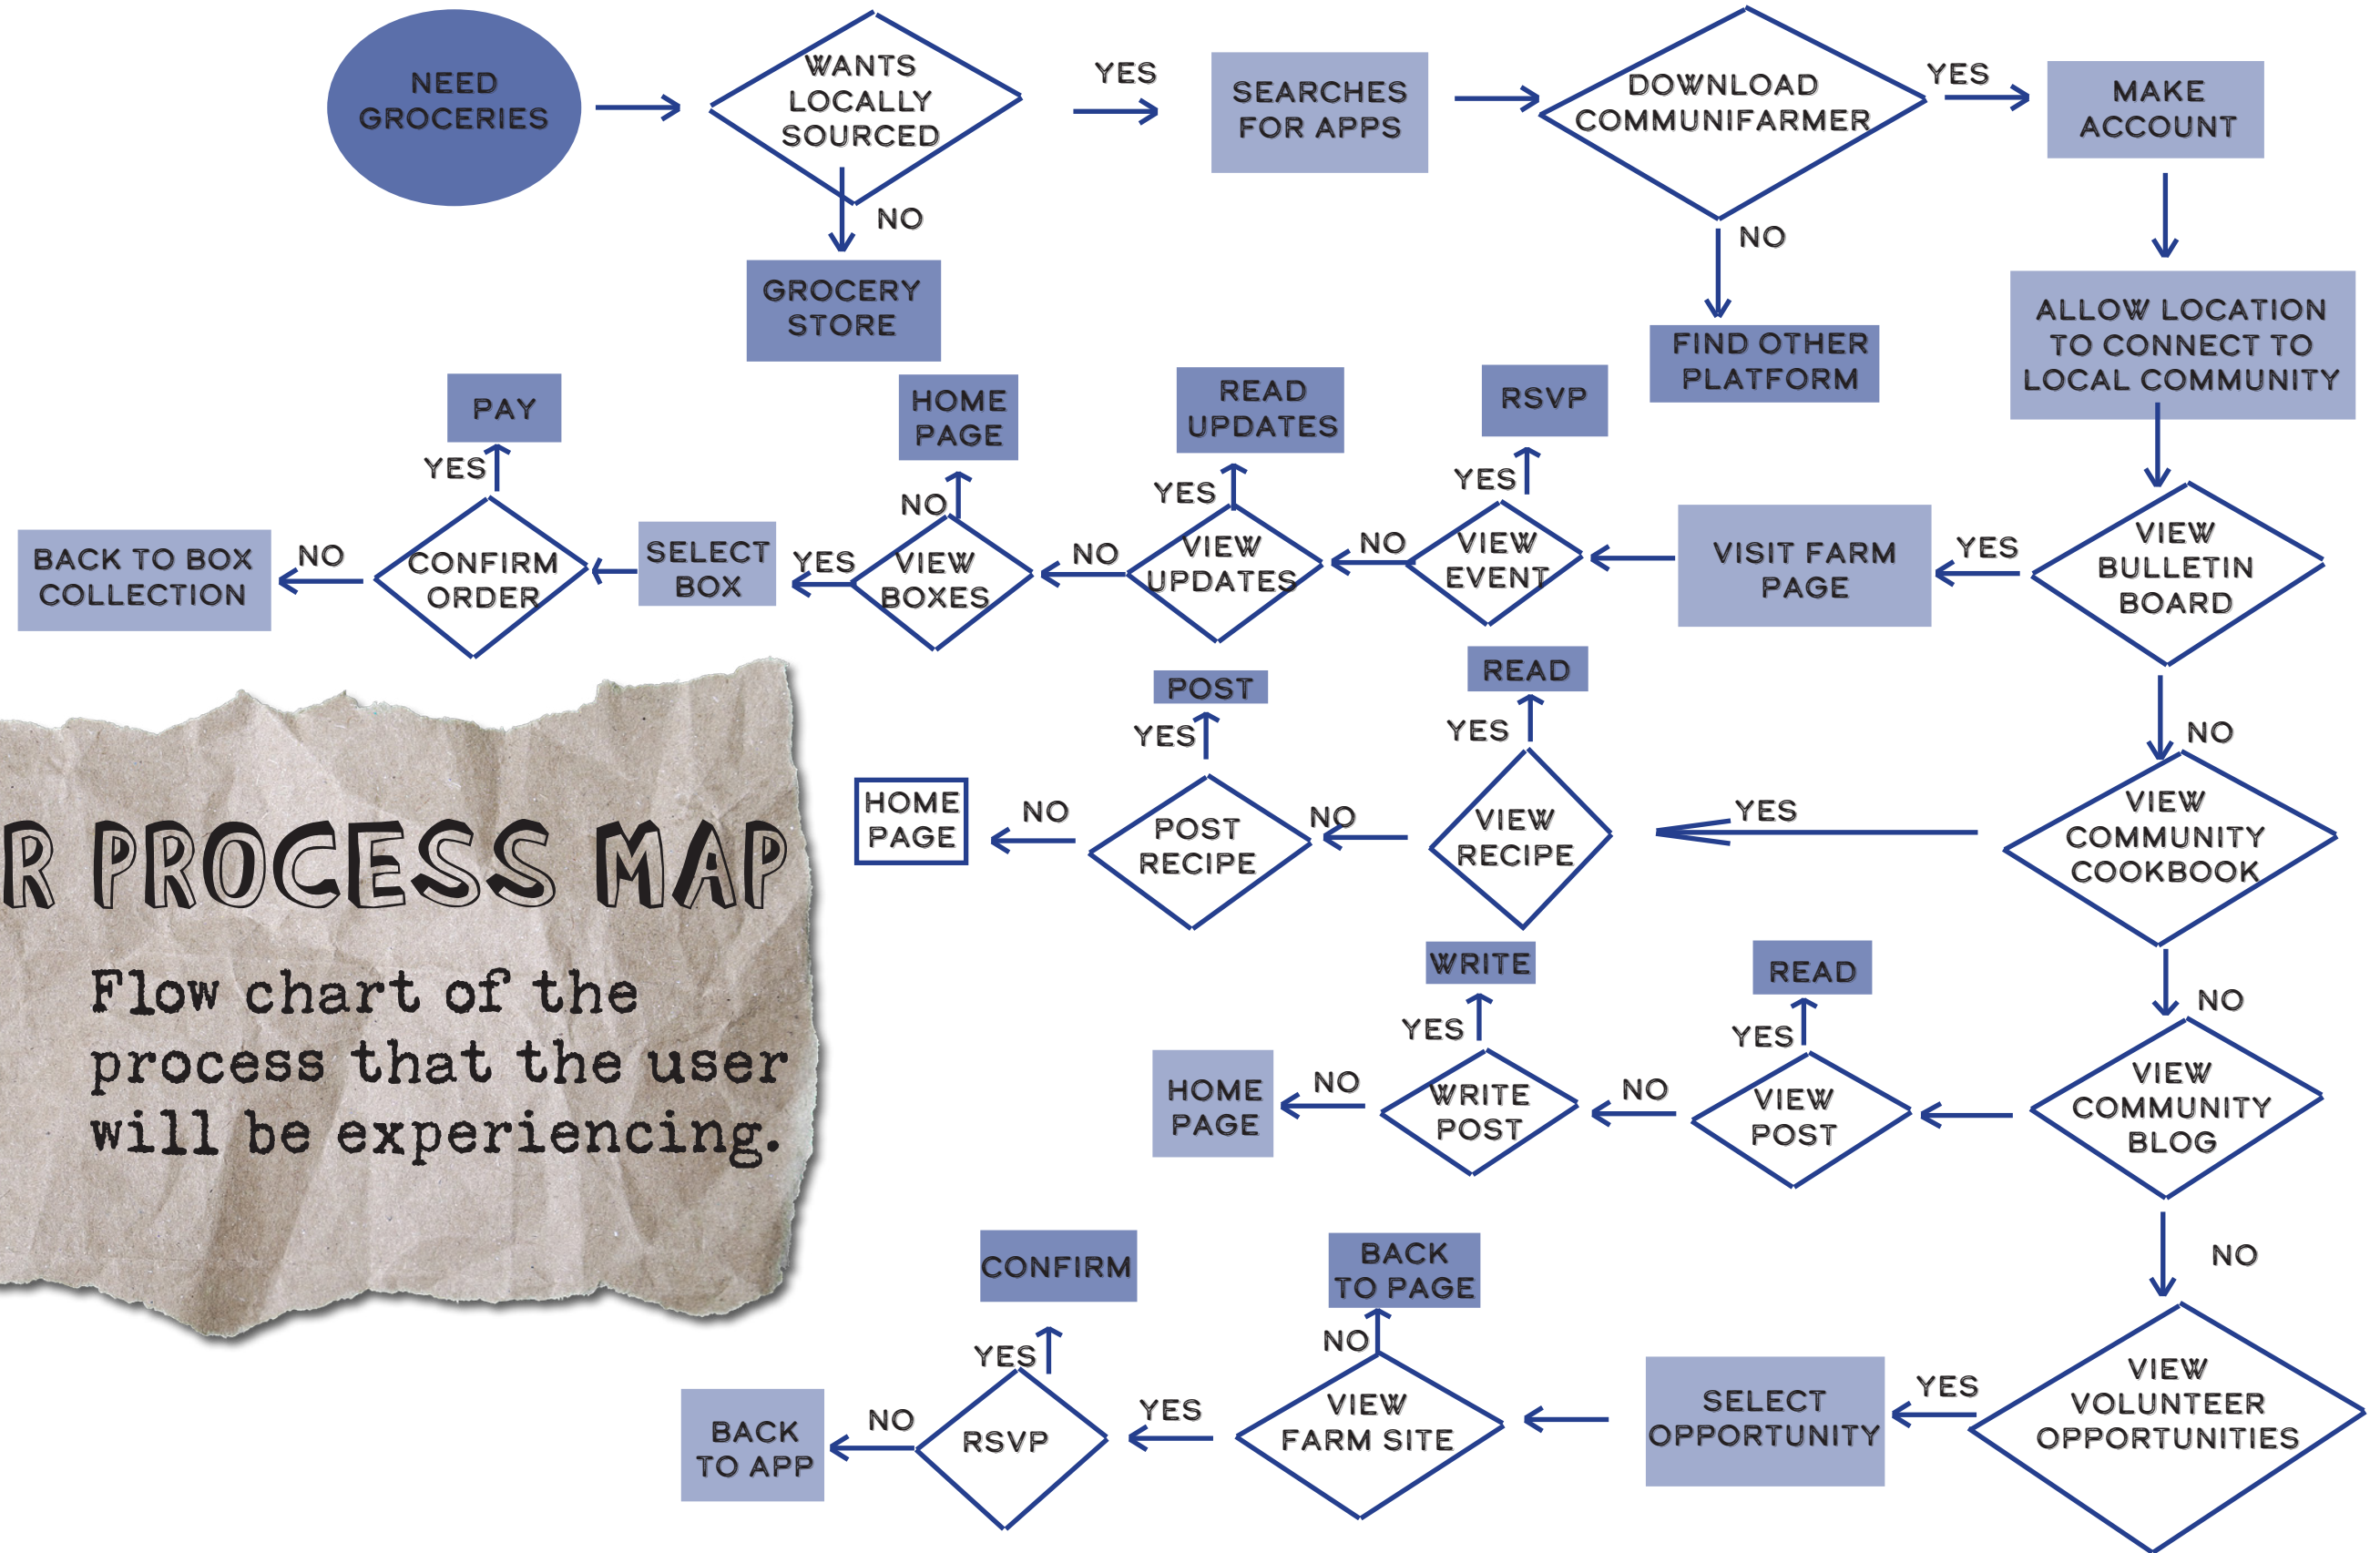 NEED
GROCERIES
WANTS
LOCALLY
SOURCED
YES
SEARCHES
FOR APPS
DOWNLOAD
COMMUNIFARMER
YES
MAKE
ACCOUNT
NO
GROCERY
STORE
NO
FIND OTHER
PLATFORM
ALLOW LOCATION
TO CONNECT TO
LOCAL COMMUNITY
VIEW
BULLETIN
BOARD
YES
VISIT FARM
PAGE
VIEW
EVENT
YES
RSVP
NO
VIEW
UPDATES
YES
READ
UPDATES
NO
VIEW
BOXES
NO
HOME
PAGE
YES
SELECT
BOX
CONFIRM
ORDER
YES
PAY
NO
BACK TO BOX
COLLECTION
NO
VIEW
COMMUNITY
COOKBOOK
YES
VIEW
RECIPE
YES
READ
NO
POST
RECIPE
YES
POST
NO
HOME
PAGE
NO
VIEW
COMMUNITY
BLOG
VIEW
POST
YES
READ
NO
WRITE
POST
YES
WRITE
NO
HOME
PAGE
NO
VIEW
VOLUNTEER
OPPORTUNITIES
YES
SELECT
OPPORTUNITY
VIEW
FARM SITE
NO
BACK
TO PAGE
YES
RSVP
YES
CONFIRM
NO
BACK
TO APP
R PROCESS MAP
Flow chart of the
process that the user
will be experiencing.